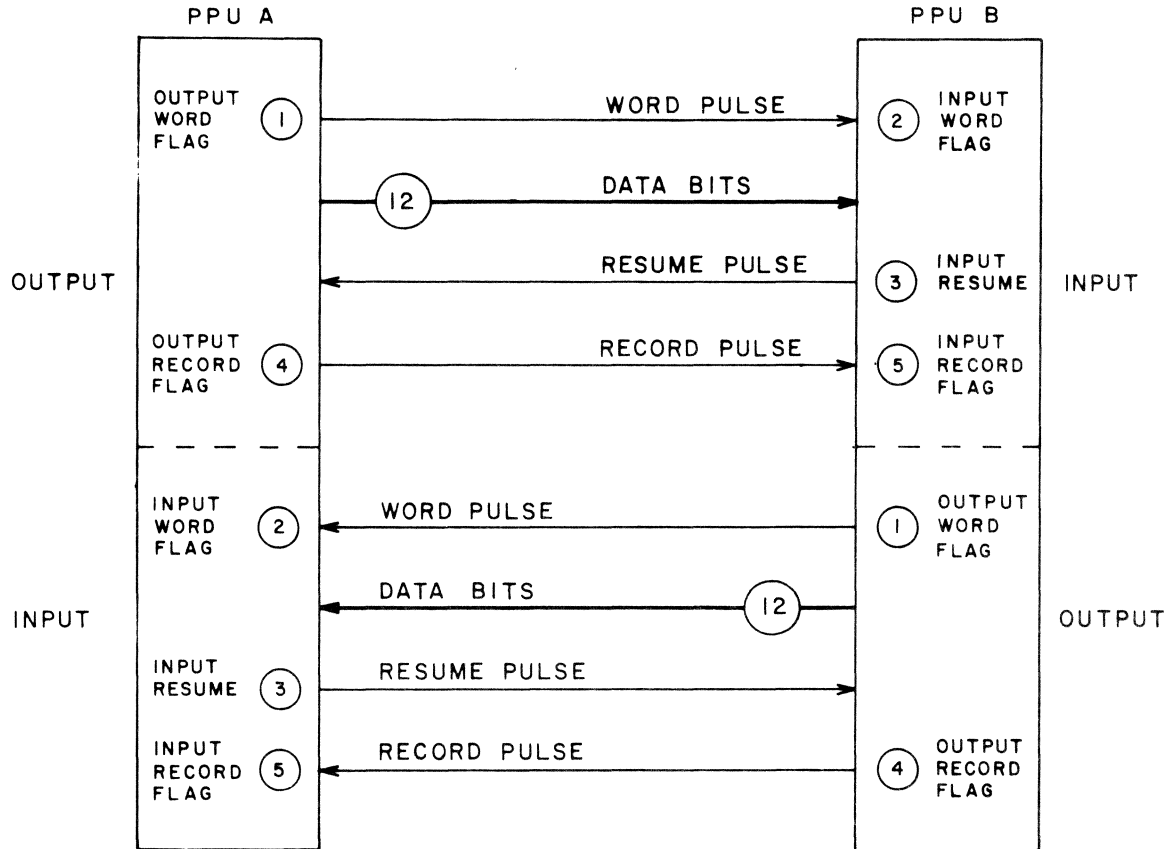 PPU A
PPU B
OUTPUT
WORD
FLAG
1
WORD PULSE
2
INPUT
WORD
FLAG
12
DATA BITS
OUTPUT
RESUME PULSE
3
INPUT
RESUME
INPUT
OUTPUT
RECORD
FLAG
4
RECORD PULSE
5
INPUT
RECORD
FLAG
INPUT
WORD
FLAG
2
WORD PULSE
1
OUTPUT
WORD
FLAG
DATA BITS
12
INPUT
OUTPUT
INPUT
RESUME
3
RESUME PULSE
INPUT
RECORD
FLAG
5
RECORD PULSE
4
OUTPUT
RECORD
FLAG